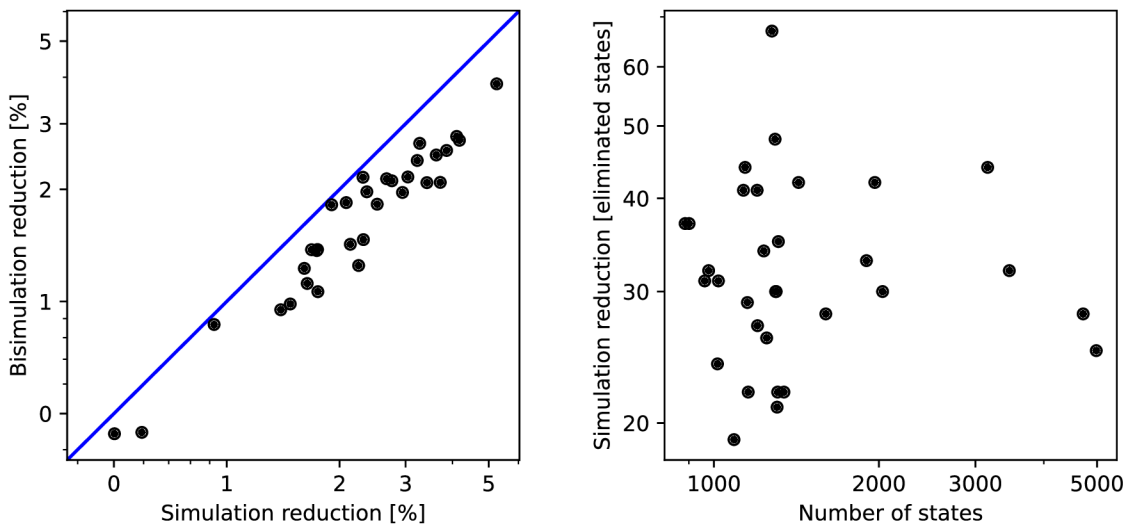 Bisimulation reduction [%]
5
3
2
1
0
0 1 2 3 5
Simulation reduction [%]
Simulation reduction [eliminated states]
60
50
40
30
20
1000 2000 3000 5000
Number of states